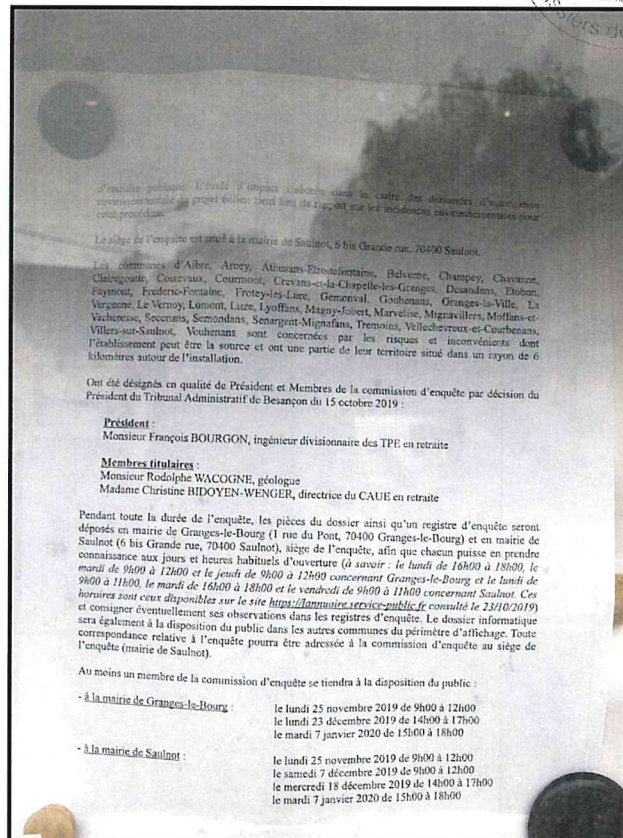 d'enquête publique. L'étude d'impact élaborée dans le cadre des demandes d'autorisation
environnementale du projet éolien tient lieu de rapport sur les incidences environnementales pour
cette procédure.
Le siège de l'enquête est situé à la mairie de Saulnot, 6 bis Grande rue, 70400 Saulnot.
Les communes d'Aibre, Arcey, Athesans-Etroitefontaine, Belverne, Champey, Chavanne,
Clairegoutte, Coisevaux, Courmont, Crevans-et-la-Chapelle-les-Granges, Desandans, Etobon,
Faymont, Frederic-Fontaine, Frotey-les-Lure, Gemonval, Gouhenans, Granges-la-Ville, La
Vergenne, Le Vernoy, Lomont, Luze, Lyoffans, Magny-Jobert, Marvelise, Mignavillers, Moffans-et-
Vacheresse, Secenans, Semondans, Senargent-Mignafans, Tremoins, Vellechevreux-et-Courbenans,
Villers-sur-Saulnot, Vouhenans sont concernées par les risques et inconvénients dont
l'établissement peut être la source et ont une partie de leur territoire situé dans un rayon de 6
kilomètres autour de l'installation.
Ont été désignés en qualité de Président et Membres de la commission d'enquête par décision du
Président du Tribunal Administratif de Besançon du 15 octobre 2019 :
Président :
Monsieur François BOURGON, ingénieur divisionnaire des TPE en retraite
Membres titulaires :
Monsieur Rodolphe WACOGNE, géologue
Madame Christine BIDOYEN-WENGER, directrice du CAUE en retraite
Pendant toute la durée de l'enquête, les pièces du dossier ainsi qu'un registre d'enquête seront
déposés en mairie de Granges-le-Bourg (1 rue du Pont, 70400 Granges-le-Bourg) et en mairie de
Saulnot (6 bis Grande rue, 70400 Saulnot), siège de l'enquête, afin que chacun puisse en prendre
connaissance aux jours et heures habituels d'ouverture (à savoir : le lundi de 16h00 à 18h00, le
mardi de 9h00 à 12h00 et le jeudi de 9h00 à 12h00 concernant Granges-le-Bourg et le lundi de
9h00 à 11h00, le mardi de 16h00 à 18h00 et le vendredi de 9h00 à 11h00 concernant Saulnot. Ces
horaires sont ceux disponibles sur le site https://lannuaire.service-public.fr consulté le 23/10/2019)
et consigner éventuellement ses observations dans les registres d'enquête. Le dossier informatique
sera également à la disposition du public dans les autres communes du périmètre d'affichage. Toute
correspondance relative à l'enquête pourra être adressée à la commission d'enquête au siège de
l'enquête (mairie de Saulnot).
Au moins un membre de la commission d'enquête se tiendra à la disposition du public :
- à la mairie de Granges-le-Bourg : le lundi 25 novembre 2019 de 9h00 à 12h00
le lundi 23 décembre 2019 de 14h00 à 17h00
le mardi 7 janvier 2020 de 15h00 à 18h00
- à la mairie de Saulnot : le lundi 25 novembre 2019 de 9h00 à 12h00
le samedi 7 décembre 2019 de 9h00 à 12h00
le mercredi 18 décembre 2019 de 14h00 à 17h00
le mardi 7 janvier 2020 de 15h00 à 18h00